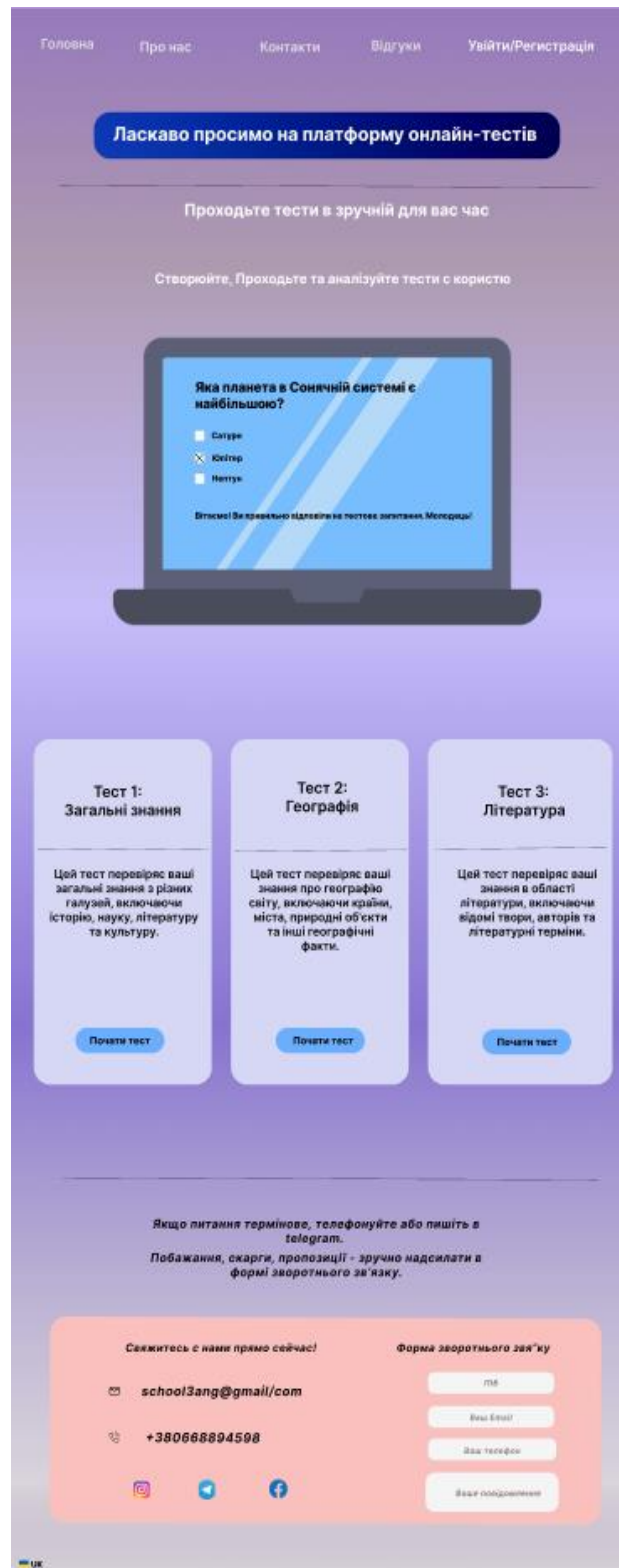 Головна Про нас Контакти Відгуки Увійти/Регистрація
Ласкаво просимо на платформу онлайн-тестів
Проходьте тести в зручній для вас час
Створюйте, Проходьте та аналізуйте тести с користю
Яка планета в Сонячній системі є
найбільшою?
Сатурн
Юпітер
Нептун
Вітаємо! Ви правильно відповіли на тестове запитання. Молодець!
Тест 1:
Загальні знання
Цей тест перевіряє ваші
загальні знання з різних
галузей, включаючи
історію, науку, літературу
та культуру.
Почати тест
Тест 2:
Географія
Цей тест перевіряє ваші
знання про географію
світу, включаючи країни,
міста, природні об'єкти
та інші географічні
факти.
Почати тест
Тест 3:
Література
Цей тест перевіряє ваші
знання в області
літератури, включаючи
відомі твори, авторів та
літературні терміни.
Почати тест
Якщо питання термінове, телефонуйте або пишіть в
telegram.
Побажання, скарги, пропозиції - зручно надсилати в
формі зворотнього зв'язку.
Свяжитесь с нами прямо сейчас!
school3ang@gmail/com
+380668894598
Форма зворотнього звя"ку
Ваш Email
Ваш телефон
Ваше повідомлення
UK